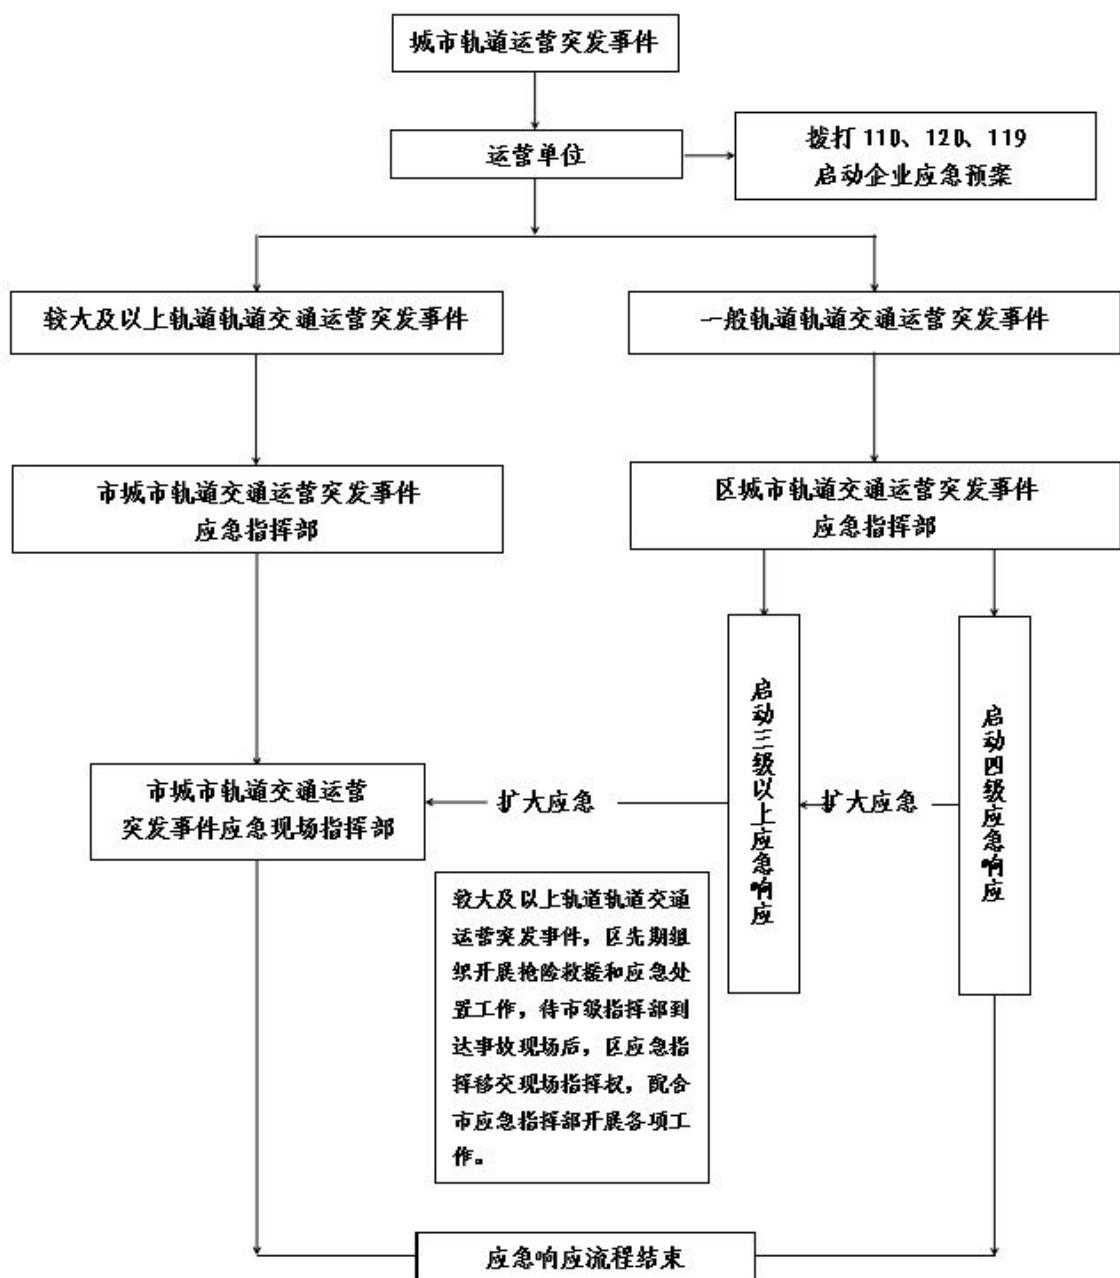 城市轨道运营突发事件
运营单位
拨打 110、120、119
启动企业应急预案
较大及以上轨道轨道交通运营突发事件
一般轨道轨道交通运营突发事件
市城市轨道交通运营突发事件
应急指挥部
区城市轨道交通运营突发事件
应急指挥部
启动三级以上应急响应
启动四级应急响应
市城市轨道交通运营
突发事件应急现场指挥部
扩大应急
扩大应急
较大及以上轨道轨道交通
运营突发事件，区先期组
织开展抢险救援和应急处
置工作，待市级指挥部到
达事故现场后，区应急指
挥移交现场指挥权，配合
市应急指挥部开展各项工
作。
应急响应流程结束